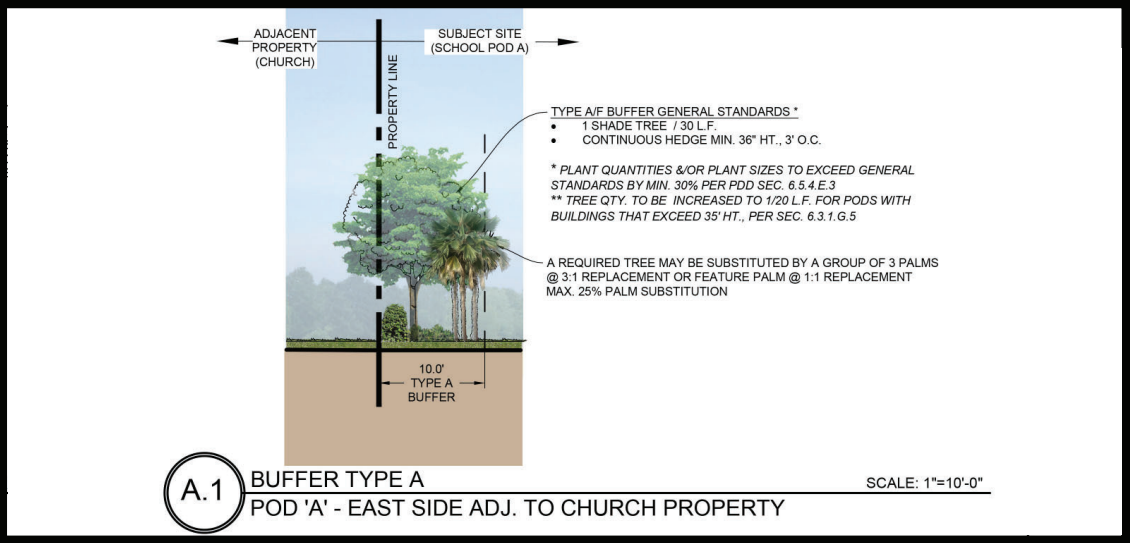 ADJACENT
PROPERTY
(CHURCH)
SUBJECT SITE
(SCHOOL POD A)
PROPERTY LINE
TYPE A/F BUFFER GENERAL STANDARDS *
• 1 SHADE TREE / 30 L.F.
• CONTINUOUS HEDGE MIN. 36" HT., 3' O.C.
* PLANT QUANTITIES &/OR PLANT SIZES TO EXCEED GENERAL
STANDARDS BY MIN. 30% PER PDD SEC. 6.5.4.E.3
** TREE QTY. TO BE INCREASED TO 1/20 L.F. FOR PODS WITH
BUILDINGS THAT EXCEED 35' HT., PER SEC. 6.3.1.G.5
A REQUIRED TREE MAY BE SUBSTITUTED BY A GROUP OF 3 PALMS
@ 3:1 REPLACEMENT OR FEATURE PALM @ 1:1 REPLACEMENT
MAX. 25% PALM SUBSTITUTION
10.0'
TYPE A
BUFFER
A.1
BUFFER TYPE A
SCALE: 1"=10'-0"
POD 'A' - EAST SIDE ADJ. TO CHURCH PROPERTY